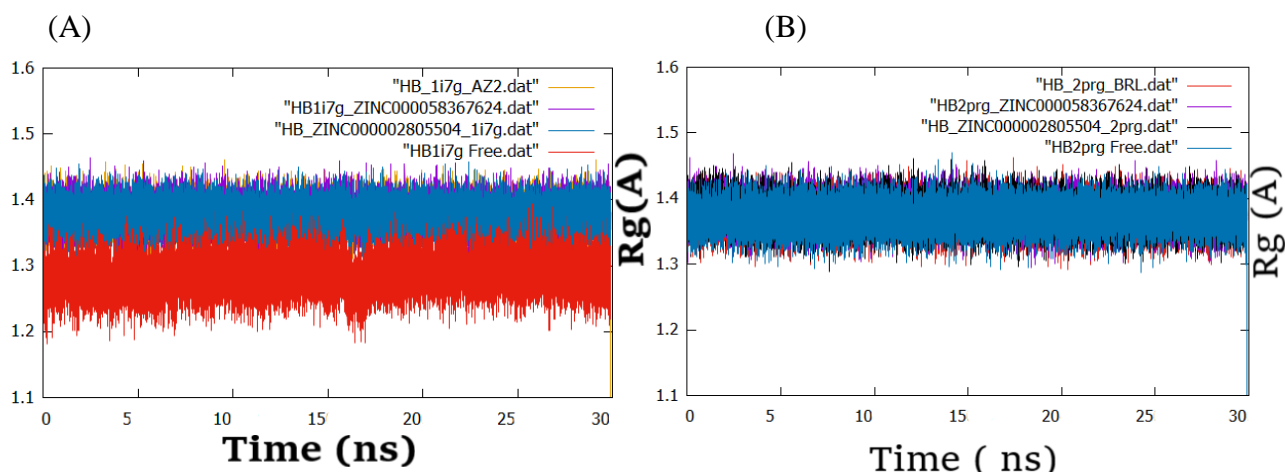 (A)
(B)
1.6
1.5
1.4
1.3
1.2
1.1
"HB_1i7g_AZ2.dat"
"HB1i7g_ZINC000058367624.dat"
"HB_ZINC000002805504_1i7g.dat"
"HB1i7g Free.dat"
0 5 10 15 20 25 30
Time (ns)
Rg(A)
1.6
1.5
1.4
1.3
1.2
1.1
"HB_2prg_BRL.dat"
"HB2prg_ZINC000058367624.dat"
"HB_ZINC000002805504_2prg.dat"
"HB2prg Free.dat"
5 10 15 20 25 30
Time ( ns)
Rg (A)